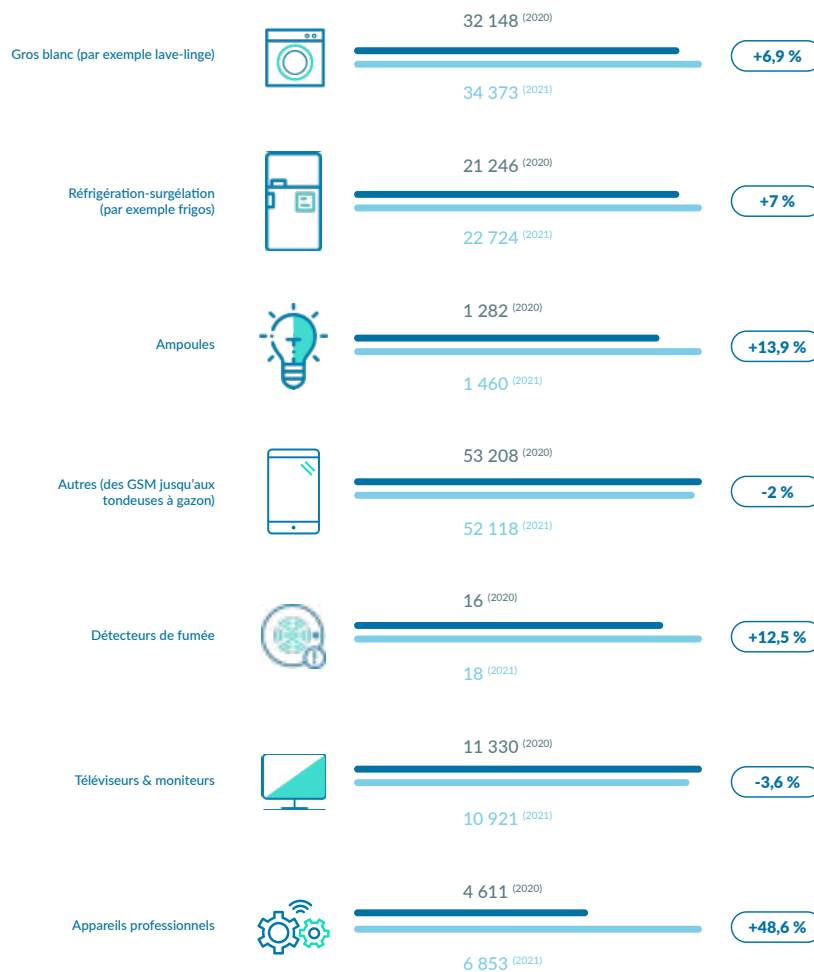 32 148 (2020)
Gros blanc (par exemple lave-linge)
+6,9 %
34 373 (2021)
21 246 (2020)
Réfrigération-surgélation
(par exemple frigos)
+7 %
22 724 (2021)
1 282 (2020)
Ampoules
+13,9 %
1 460 (2021)
53 208 (2020)
Autres (des GSM jusqu'aux
tondeuses à gazon)
-2 %
52 118 (2021)
16 (2020)
Détecteurs de fumée
+12,5 %
18 (2021)
11 330 (2020)
Téléviseurs & moniteurs
-3,6 %
10 921 (2021)
4 611 (2020)
Appareils professionnels
+48,6 %
6 853 (2021)